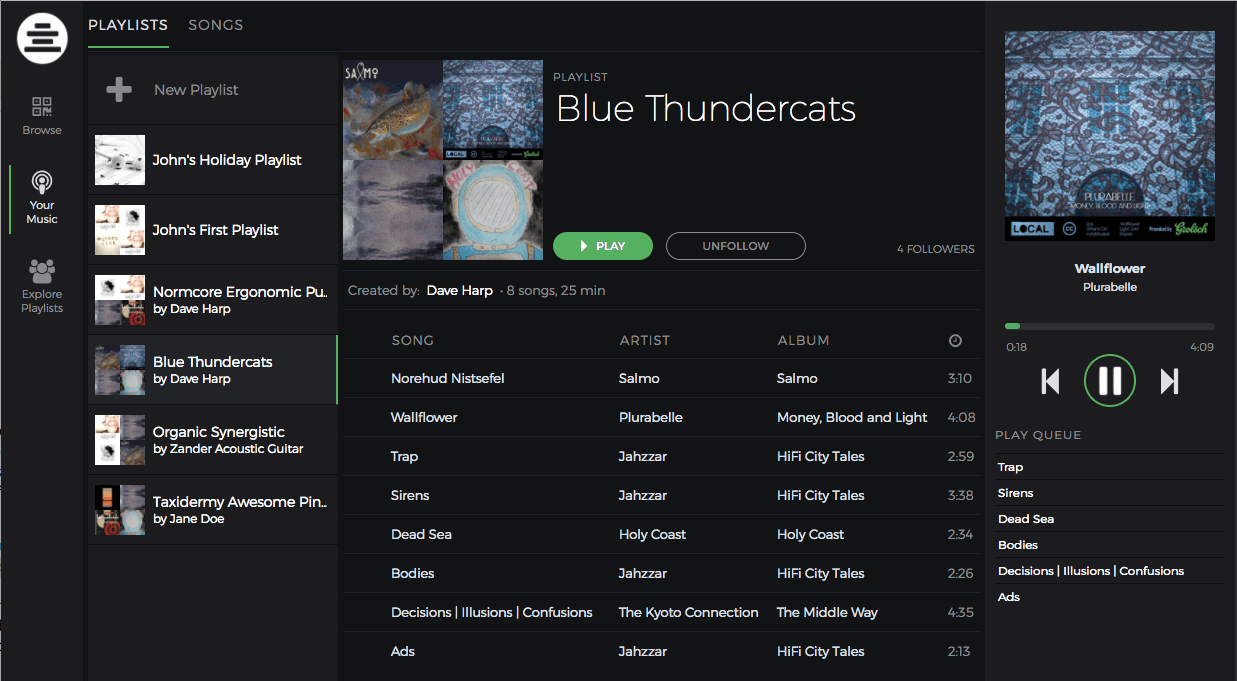 PLAYLISTS SONGS
Browse
Your
Music
Explore
Playlists
New Playlist
John's Holiday Playlist
John's First Playlist
Normcore Ergonomic Pu..
by Dave Harp
Blue Thundercats
by Dave Harp
Organic Synergistic
by Zander Acoustic Guitar
Taxidermy Awesome Pin..
by Jane Doe
SALMO
HOLY COAST
PLAYLIST
Blue Thundercats
PLAY UNFOLLOW 4 FOLLOWERS
Created by: Dave Harp · 8 songs, 25 min
SONG ARTIST ALBUM
Norehud Nistsefel Salmo Salmo 3:10
Wallflower Plurabelle Money, Blood and Light 4:08
Trap Jahzzar HiFi City Tales 2:59
Sirens Jahzzar HiFi City Tales 3:38
Dead Sea Holy Coast Holy Coast 2:34
Bodies Jahzzar HiFi City Tales 2:26
Decisions | Illusions | Confusions The Kyoto Connection The Middle Way 4:35
Ads Jahzzar HiFi City Tales 2:13
PLURABELLE
MONEY, BLOOD AND LIGHT
LOCAL cc Provided by Grolsch
Wallflower
Plurabelle
0:18 4:09
PLAY QUEUE
Trap
Sirens
Dead Sea
Bodies
Decisions | Illusions | Confusions
Ads